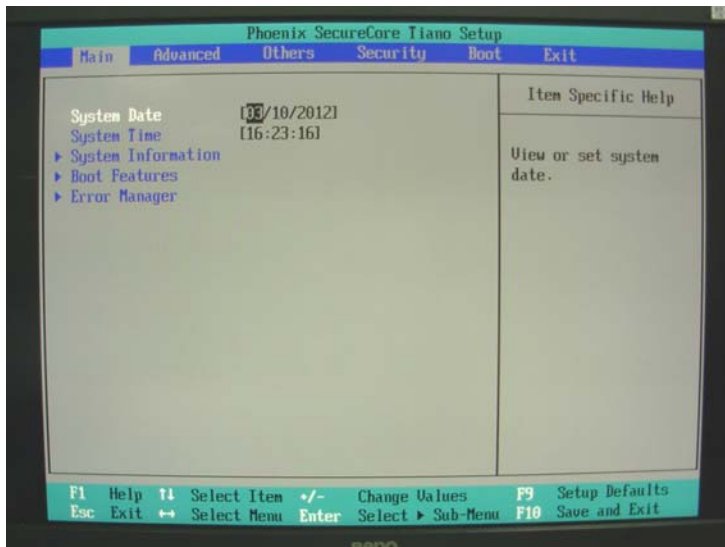 Phoenix SecureCore Tiano Setup
Main Advanced Others Security Boot Exit
System Date [03/10/2012]
System Time [16:23:16]
▶ System Information
▶ Boot Features
▶ Error Manager
Item Specific Help
View or set system
date.
F1 Help ↑↓ Select Item +/- Change Values F9 Setup Defaults
Esc Exit ↔ Select Menu Enter Select ▶ Sub-Menu F10 Save and Exit